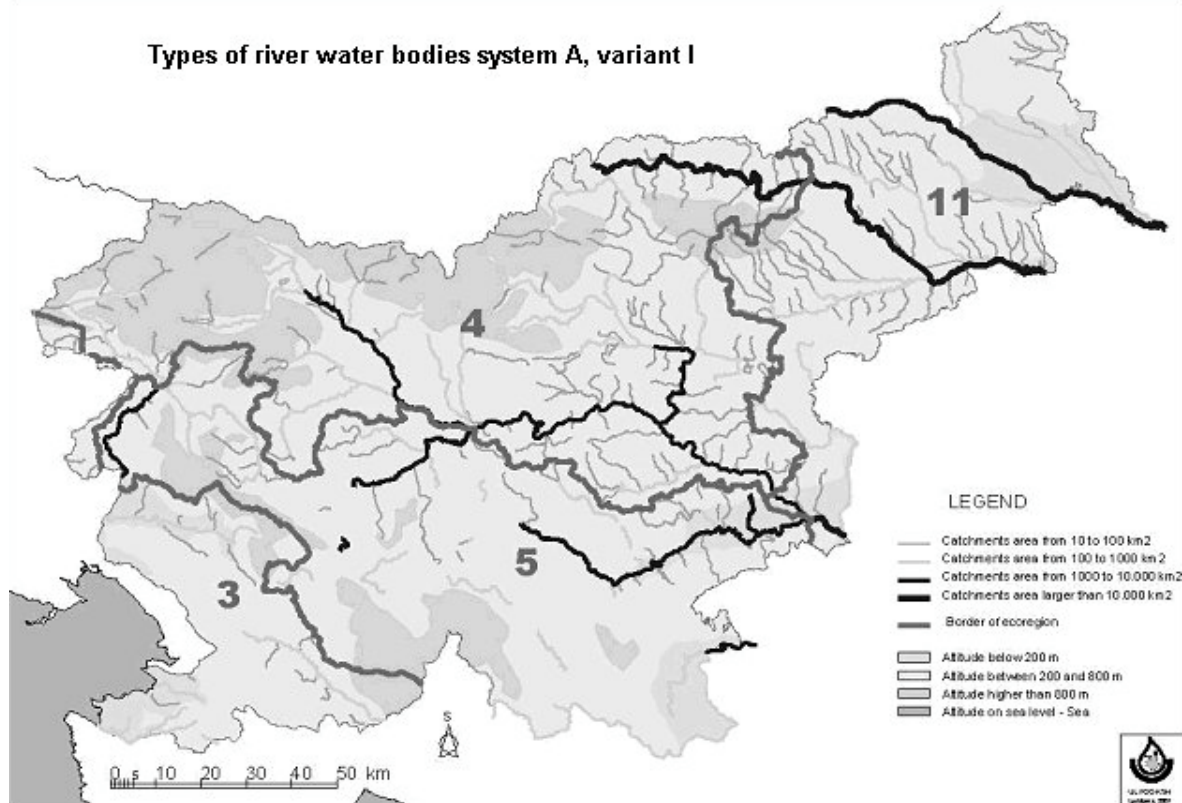 Types of river water bodies system A, variant I
11
4
5
3
LEGEND
Catchments area from 10 to 100 km2
Catchments area from 100 to 1000 km2
Catchments area from 1000 to 10.000 km2
Catchments area larger than 10.000 km2
Border of ecoregion
Altitude below 200 m
Altitude between 200 and 800 m
Altitude higher than 800 m
Altitude on sea level - Sea
S
0 5 10 20 30 40 50 km